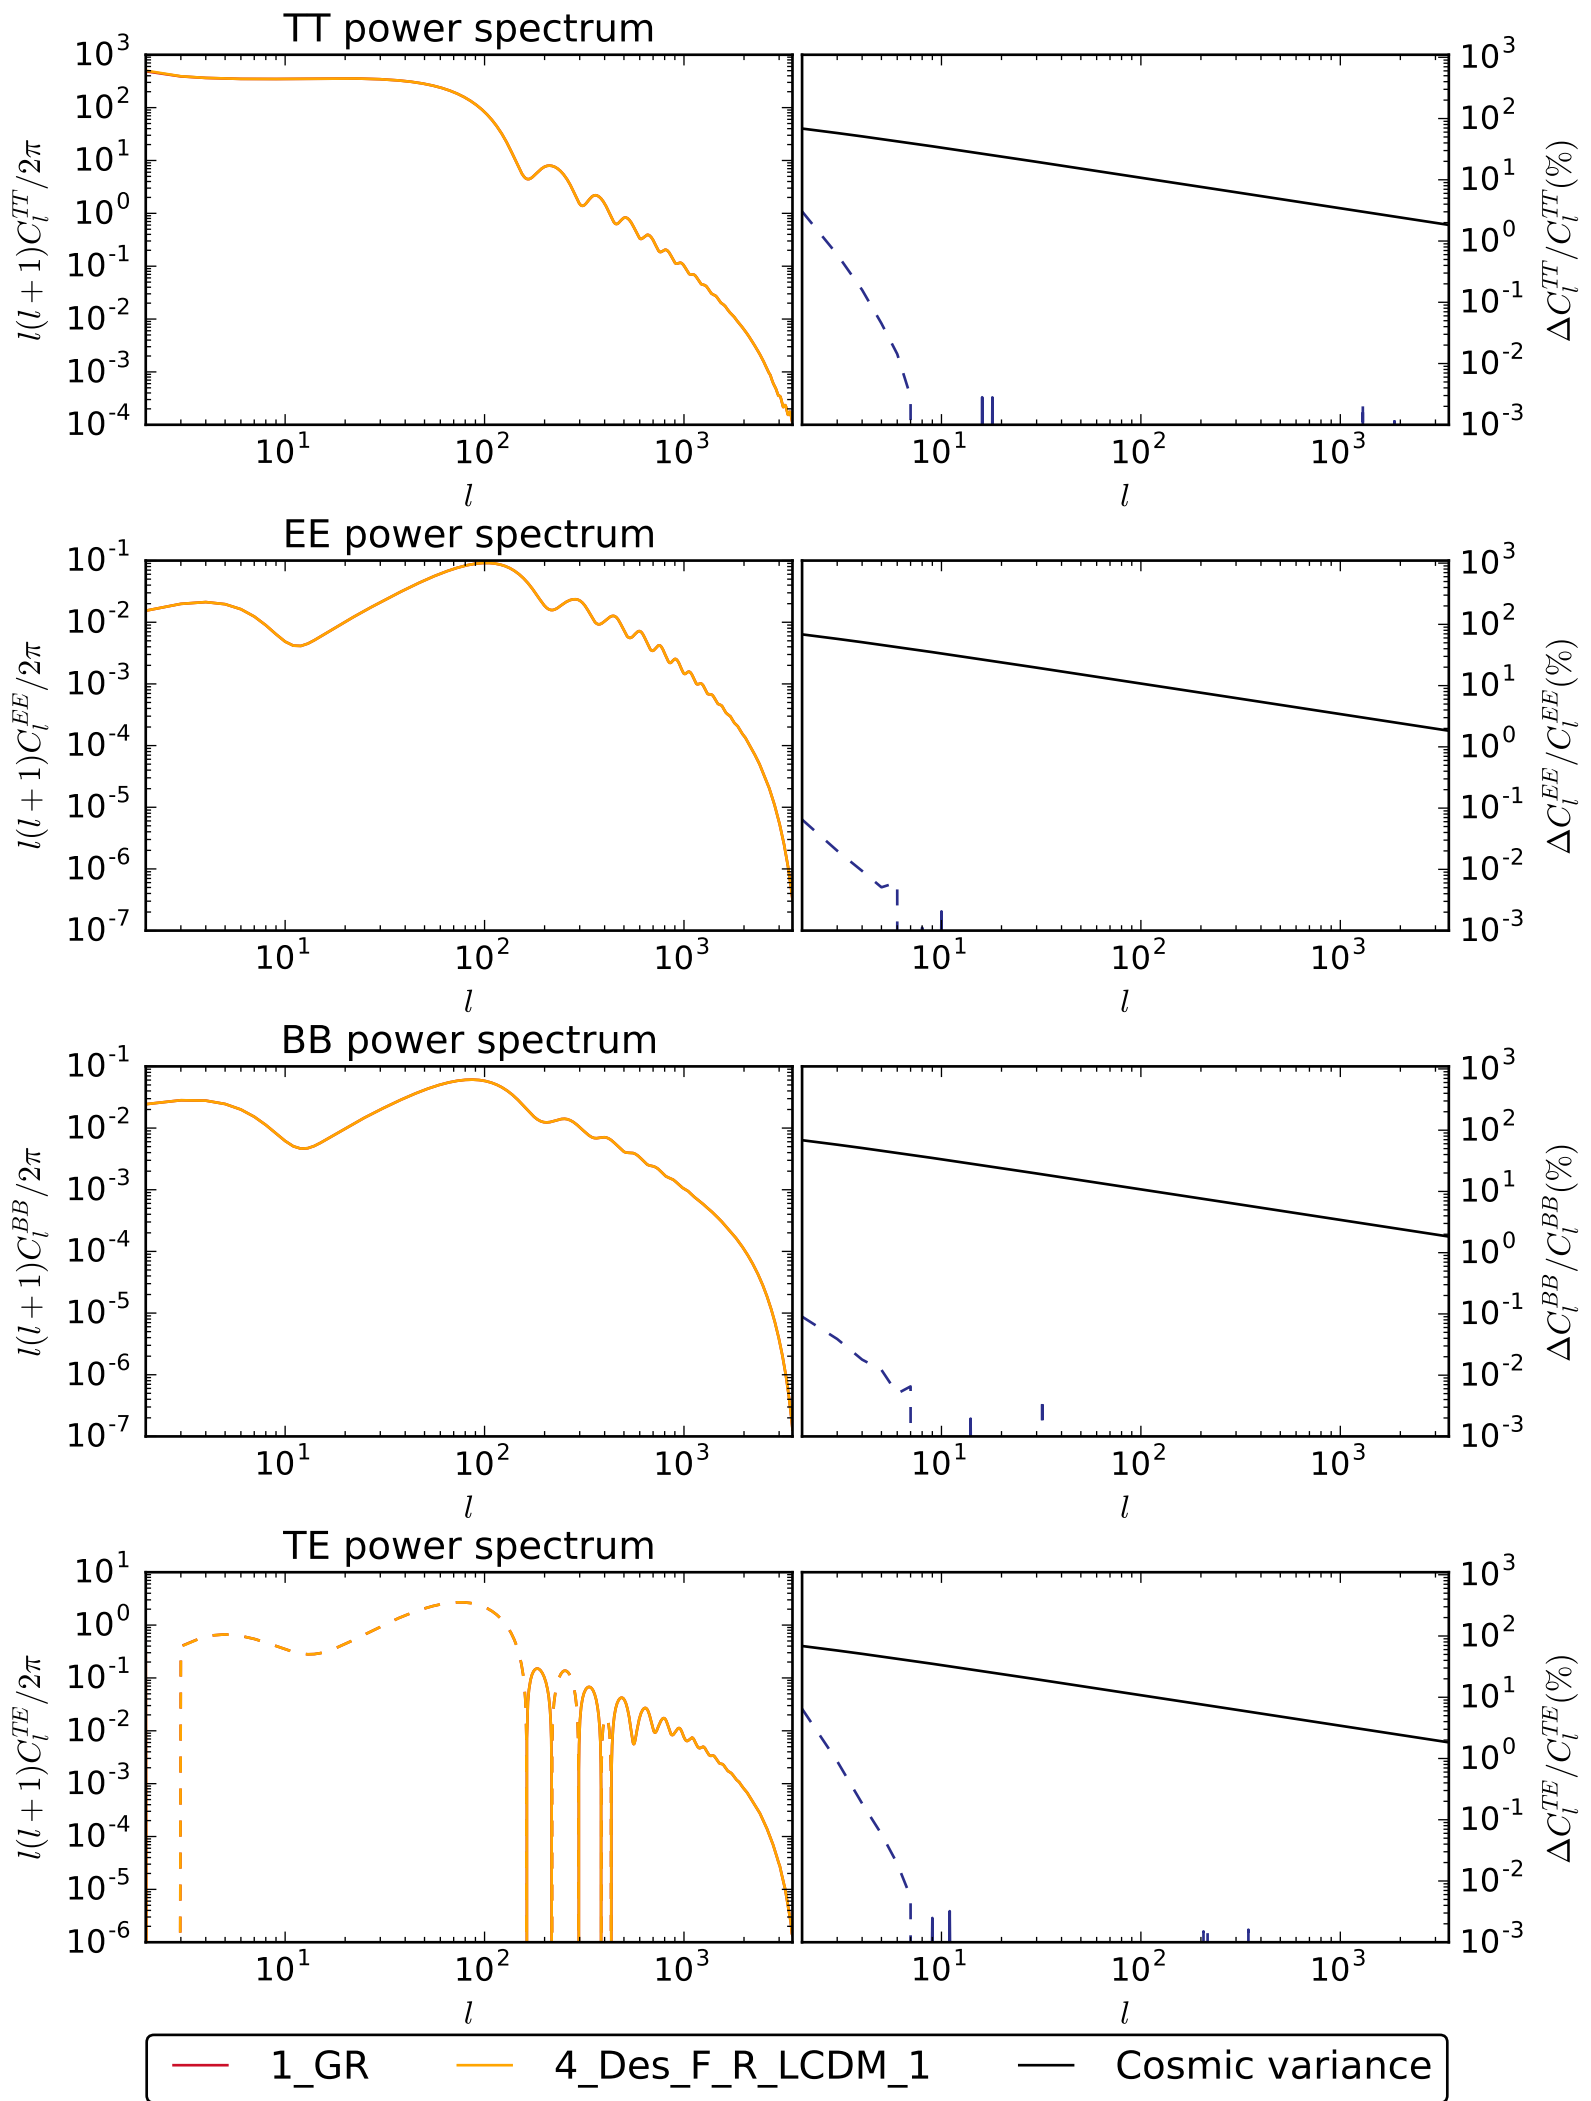 TT power spectrum
10^3
10^2
10^1
10^0
10^-1
10^-2
10^-3
10^-4
l(l+1)C_l^{TT}/2π
10^1 10^2 10^3
l
10^1 10^2 10^3
l
10^3
10^2
10^1
10^0
10^-1
10^-2
10^-3
ΔC_l^{TT}/C_l^{TT}(%)
EE power spectrum
10^-1
10^-2
10^-3
10^-4
10^-5
10^-6
10^-7
l(l+1)C_l^{EE}/2π
10^1 10^2 10^3
l
10^1 10^2 10^3
l
10^3
10^2
10^1
10^0
10^-1
10^-2
10^-3
ΔC_l^{EE}/C_l^{EE}(%)
BB power spectrum
10^-1
10^-2
10^-3
10^-4
10^-5
10^-6
10^-7
l(l+1)C_l^{BB}/2π
10^1 10^2 10^3
l
10^1 10^2 10^3
l
10^3
10^2
10^1
10^0
10^-1
10^-2
10^-3
ΔC_l^{BB}/C_l^{BB}(%)
TE power spectrum
10^1
10^0
10^-1
10^-2
10^-3
10^-4
10^-5
10^-6
l(l+1)C_l^{TE}/2π
10^1 10^2 10^3
l
10^1 10^2 10^3
l
10^3
10^2
10^1
10^0
10^-1
10^-2
10^-3
ΔC_l^{TE}/C_l^{TE}(%)
1_GR 4_Des_F_R_LCDM_1 Cosmic variance